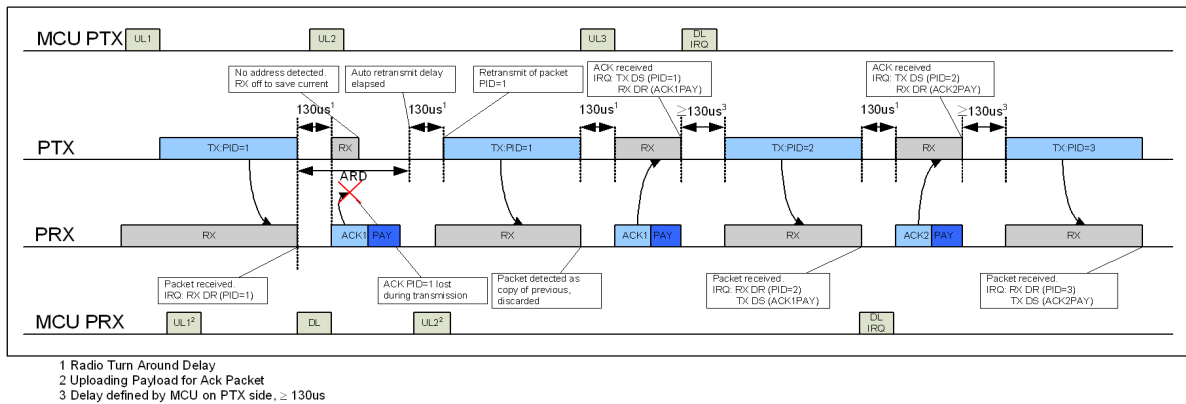 MCU PTX
UL1
UL2
UL3
DL
IRQ
No address detected.
RX off to save current
Auto retransmit delay
elapsed
Retransmit of packet
PID=1
ACK received
IRQ: TX DS (PID=1)
RX DR (ACK1PAY)
ACK received
IRQ: TX DS (PID=2)
RX DR (ACK2PAY)
130us1
130us1
130us1
≥130us3
130us1
≥130us3
PTX
TX:PID=1
RX
TX:PID=1
RX
TX:PID=2
RX
TX:PID=3
ARD
PRX
RX
ACK1
PAY
RX
ACK1
PAY
RX
ACK2
PAY
RX
Packet received.
IRQ: RX DR (PID=1)
ACK PID=1 lost
during transmission
Packet detected as
copy of previous,
discarded
Packet received.
IRQ: RX DR (PID=2)
TX DS (ACK1PAY)
Packet received.
IRQ: RX DR (PID=3)
TX DS (ACK2PAY)
MCU PRX
UL1²
DL
UL2²
DL
IRQ
1 Radio Turn Around Delay
2 Uploading Payload for Ack Packet
3 Delay defined by MCU on PTX side, ≥ 130us